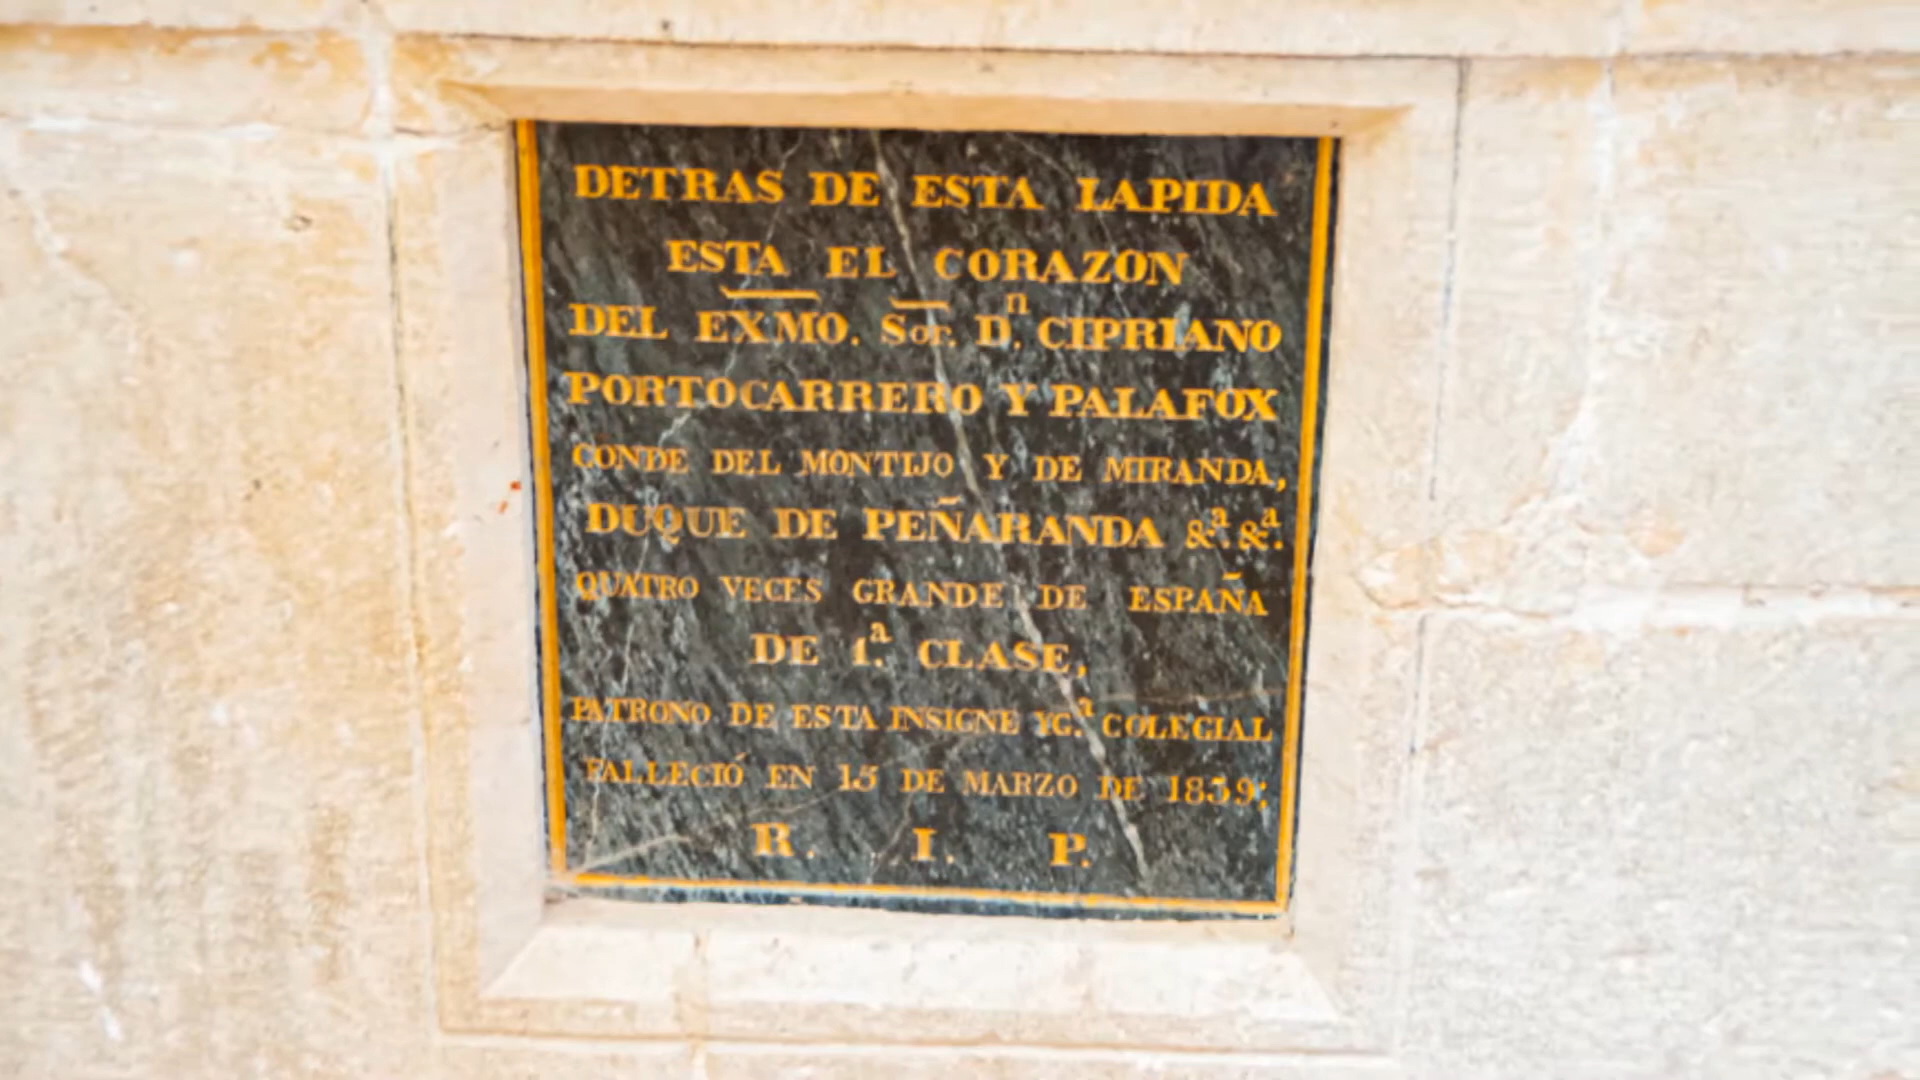 DETRAS DE ESTA LAPIDA
ESTA EL CORAZON
DEL EXMO. Sor. Dⁿ. CIPRIANO
PORTOCARRERO Y PALAFOX
CONDE DEL MONTIJO Y DE MIRANDA,
DUQUE DE PEÑARANDA &ª. &ª.
QUATRO VECES GRANDE DE ESPAÑA
DE 1.ª CLASE,
PATRONO DE ESTA INSIGNE YG.ª COLEGIAL
FALLECIÓ EN 15 DE MARZO DE 1839:
R. I. P.